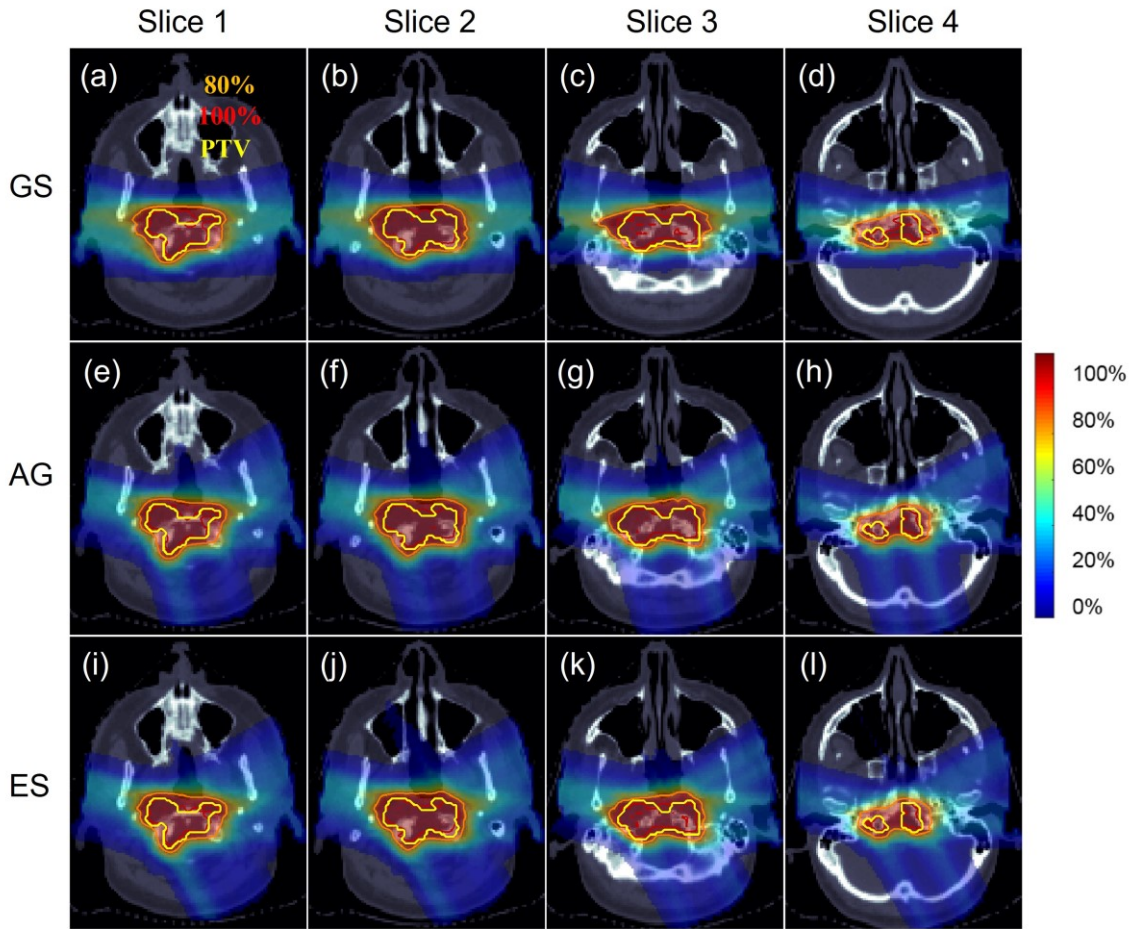 Slice 1 Slice 2 Slice 3 Slice 4
GS
(a) (b) (c) (d)
80%
100%
PTV
AG
(e) (f) (g) (h)
100%
80%
60%
40%
20%
0%
ES
(i) (j) (k) (l)